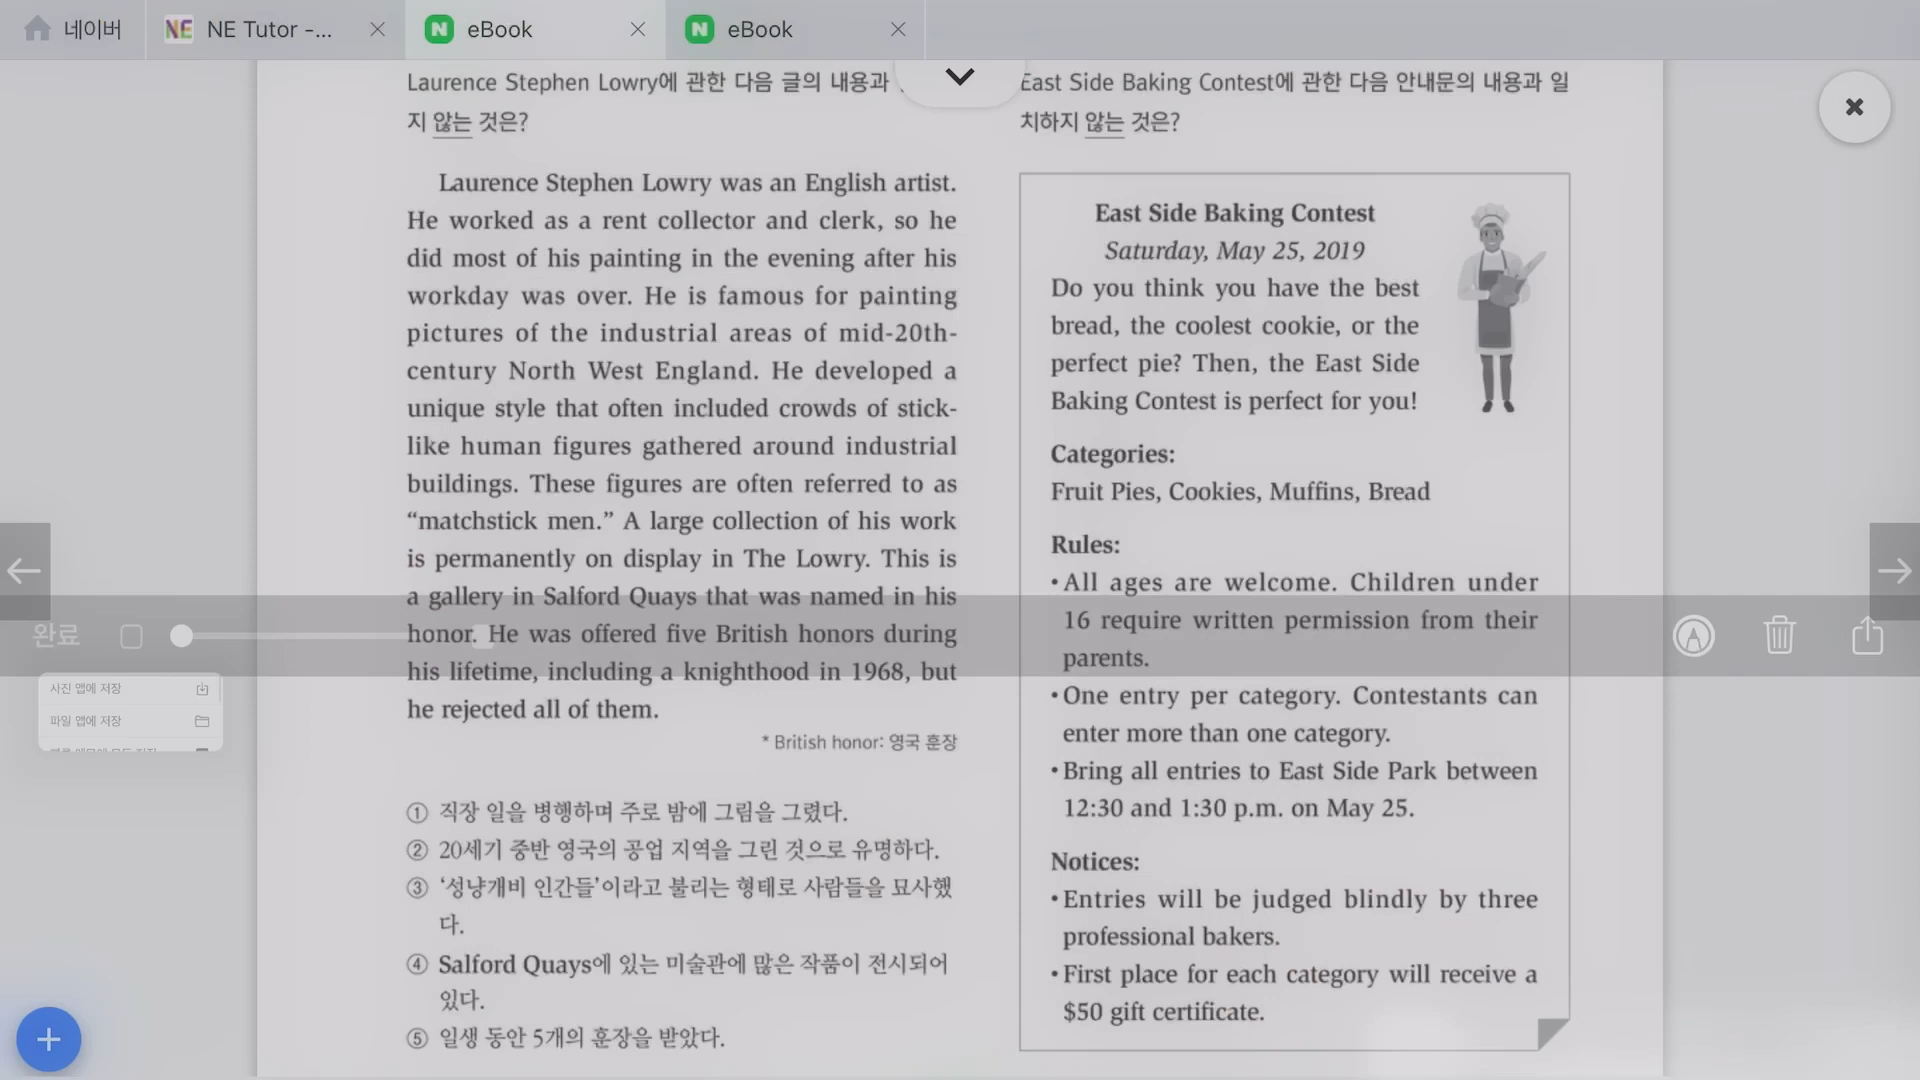 네이버
NE Tutor -...
eBook
eBook
Laurence Stephen Lowry에 관한 다음 글의 내용과
지 않는 것은?
Laurence Stephen Lowry was an English artist.
He worked as a rent collector and clerk, so he
did most of his painting in the evening after his
workday was over. He is famous for painting
pictures of the industrial areas of mid-20th-
century North West England. He developed a
unique style that often included crowds of stick-
like human figures gathered around industrial
buildings. These figures are often referred to as
“matchstick men.” A large collection of his work
is permanently on display in The Lowry. This is
a gallery in Salford Quays that was named in his
honor. He was offered five British honors during
his lifetime, including a knighthood in 1968, but
he rejected all of them.
* British honor: 영국 훈장
① 직장 일을 병행하며 주로 밤에 그림을 그렸다.
② 20세기 중반 영국의 공업 지역을 그린 것으로 유명하다.
③ ‘성냥개비 인간들’이라고 불리는 형태로 사람들을 묘사했
다.
④ Salford Quays에 있는 미술관에 많은 작품이 전시되어
있다.
⑤ 일생 동안 5개의 훈장을 받았다.
East Side Baking Contest에 관한 다음 안내문의 내용과 일
치하지 않는 것은?
East Side Baking Contest
Saturday, May 25, 2019
Do you think you have the best
bread, the coolest cookie, or the
perfect pie? Then, the East Side
Baking Contest is perfect for you!
Categories:
Fruit Pies, Cookies, Muffins, Bread
Rules:
•All ages are welcome. Children under
16 require written permission from their
parents.
•One entry per category. Contestants can
enter more than one category.
•Bring all entries to East Side Park between
12:30 and 1:30 p.m. on May 25.
Notices:
•Entries will be judged blindly by three
professional bakers.
•First place for each category will receive a
$50 gift certificate.
완료
사진 앱에 저장
파일 앱에 저장